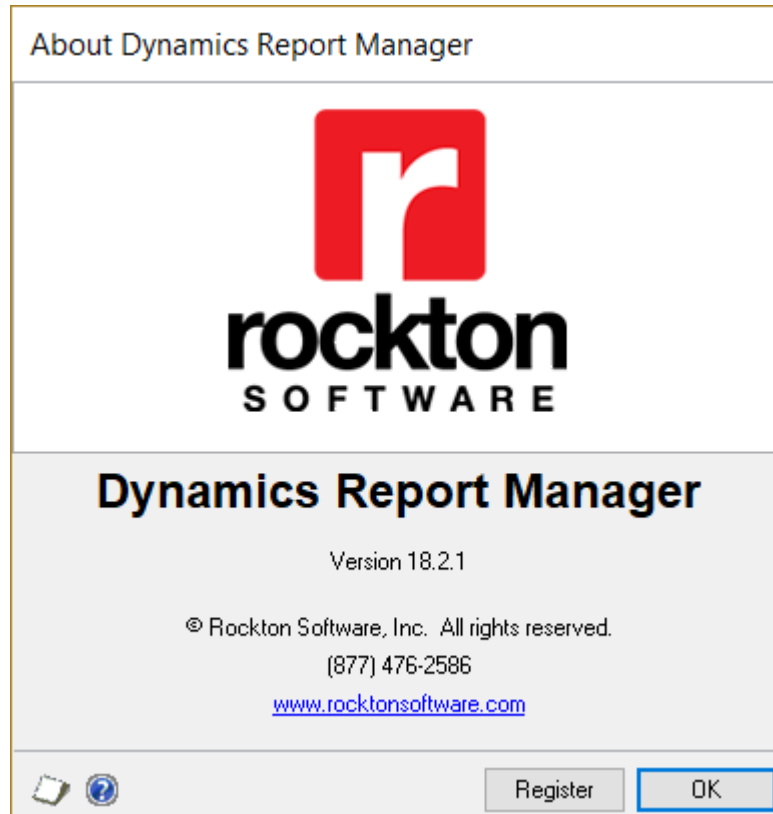 About Dynamics Report Manager
r
rockton
SOFTWARE
Dynamics Report Manager
Version 18.2.1
© Rockton Software, Inc. All rights reserved.
(877) 476-2586
www.rocktonsoftware.com
?
Register
OK